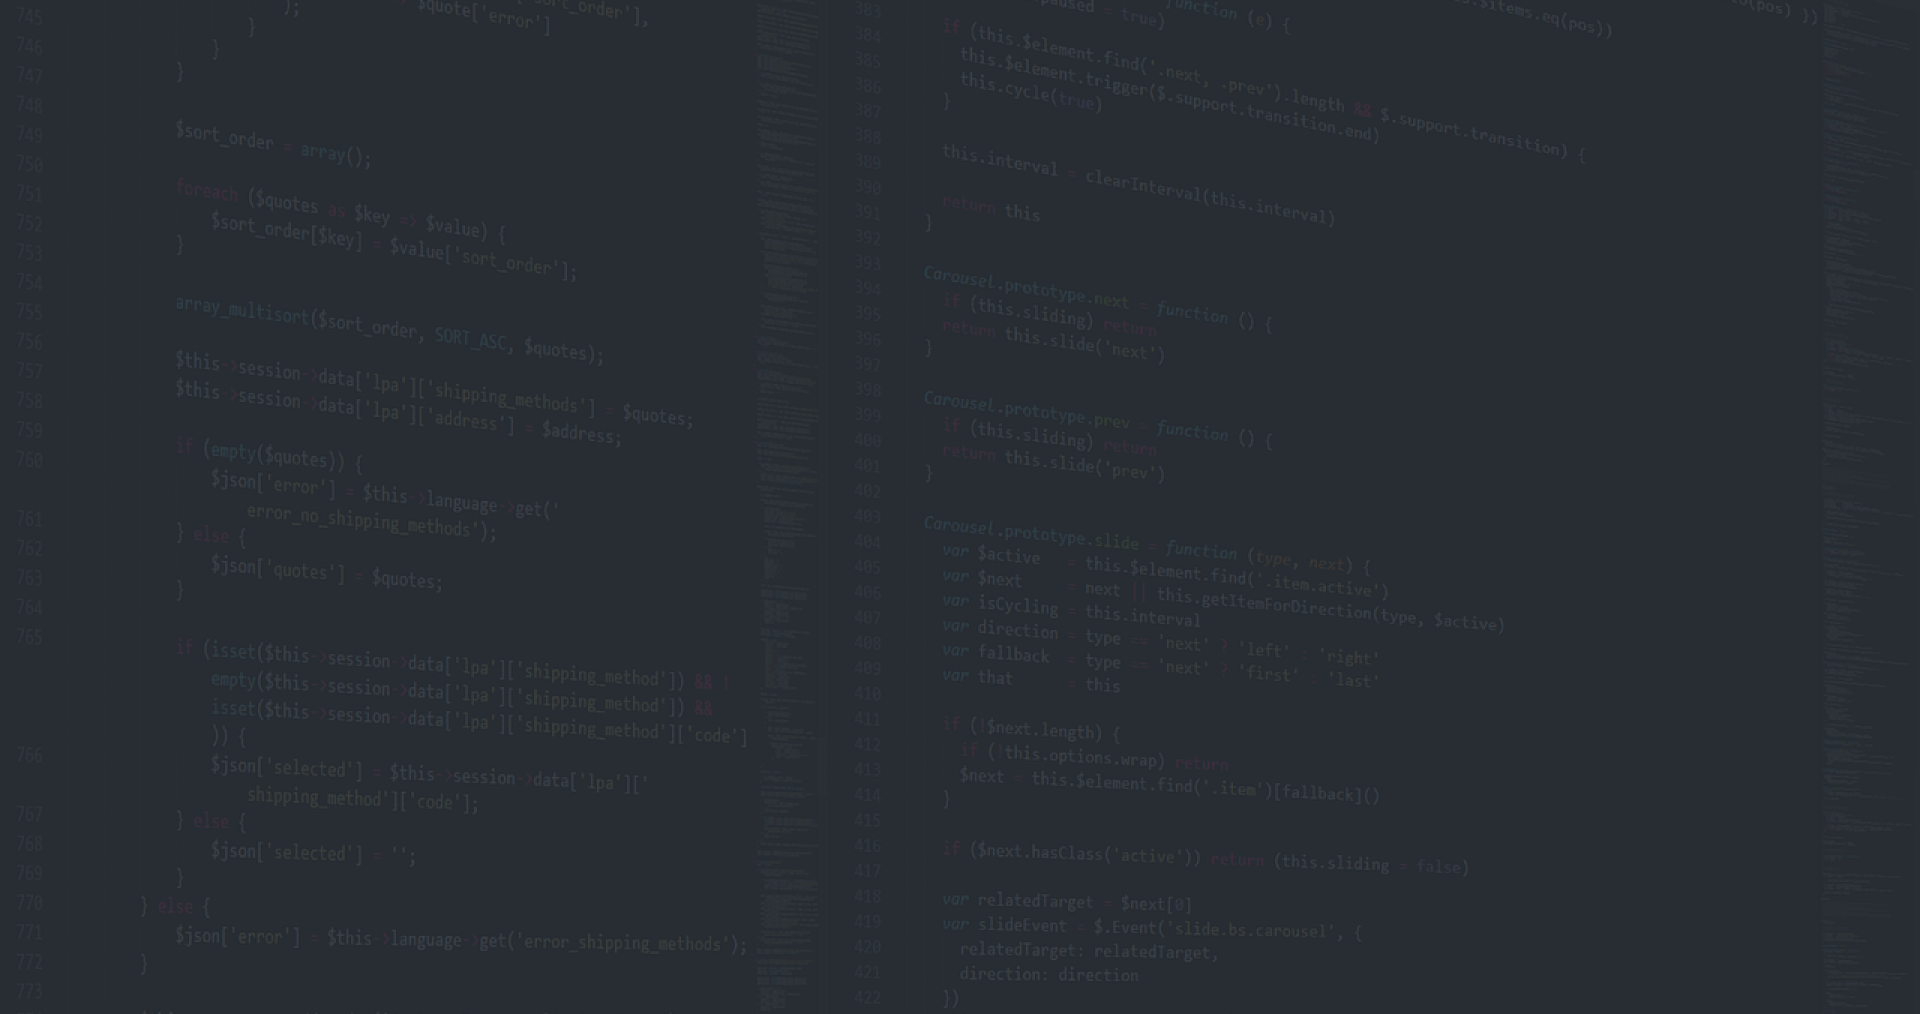 745
746
747
748
749
750
751
752
753
754
755
756
757
758
759
760
761
762
763
764
765
766
767
768
769
770
771
772
773
];
$quote['error']
}
}
}
$sort_order = array();
foreach ($quotes as $key => $value) {
$sort_order[$key] = $value['sort_order'];
}
array_multisort($sort_order, SORT_ASC, $quotes);
$this->session->data['lpa']['shipping_methods'] = $quotes;
$this->session->data['lpa']['address'] = $address;
if (empty($quotes)) {
$json['error'] = $this->language->get('
error_no_shipping_methods');
} else {
$json['quotes'] = $quotes;
}
if (isset($this->session->data['lpa']['shipping_method']) && !
empty($this->session->data['lpa']['shipping_method']) &&
isset($this->session->data['lpa']['shipping_method']['code']
)) {
$json['selected'] = $this->session->data['lpa']['
shipping_method']['code'];
} else {
$json['selected'] = '';
}
} else {
$json['error'] = $this->language->get('error_shipping_methods');
}
383
384
385
386
387
388
389
390
391
392
393
394
395
396
397
398
399
400
401
402
403
404
405
406
407
408
409
410
411
412
413
414
415
416
417
418
419
420
421
422
function (e) {
paused = true)
if (this.$element.find('.next, .prev').length && $.support.transition) {
this.$element.trigger($.support.transition.end)
this.cycle(true)
}
this.interval = clearInterval(this.interval)
return this
}
Carousel.prototype.next = function () {
if (this.sliding) return
return this.slide('next')
}
Carousel.prototype.prev = function () {
if (this.sliding) return
return this.slide('prev')
}
Carousel.prototype.slide = function (type, next) {
var $active = this.$element.find('.item.active')
var $next = next || this.getItemForDirection(type, $active)
var isCycling = this.interval
var direction = type == 'next' ? 'left' : 'right'
var fallback = type == 'next' ? 'first' : 'last'
var that = this
if (!$next.length) {
if (!this.options.wrap) return
$next = this.$element.find('.item')[fallback]()
}
if ($next.hasClass('active')) return (this.sliding = false)
var relatedTarget = $next[0]
var slideEvent = $.Event('slide.bs.carousel', {
relatedTarget: relatedTarget,
direction: direction
})